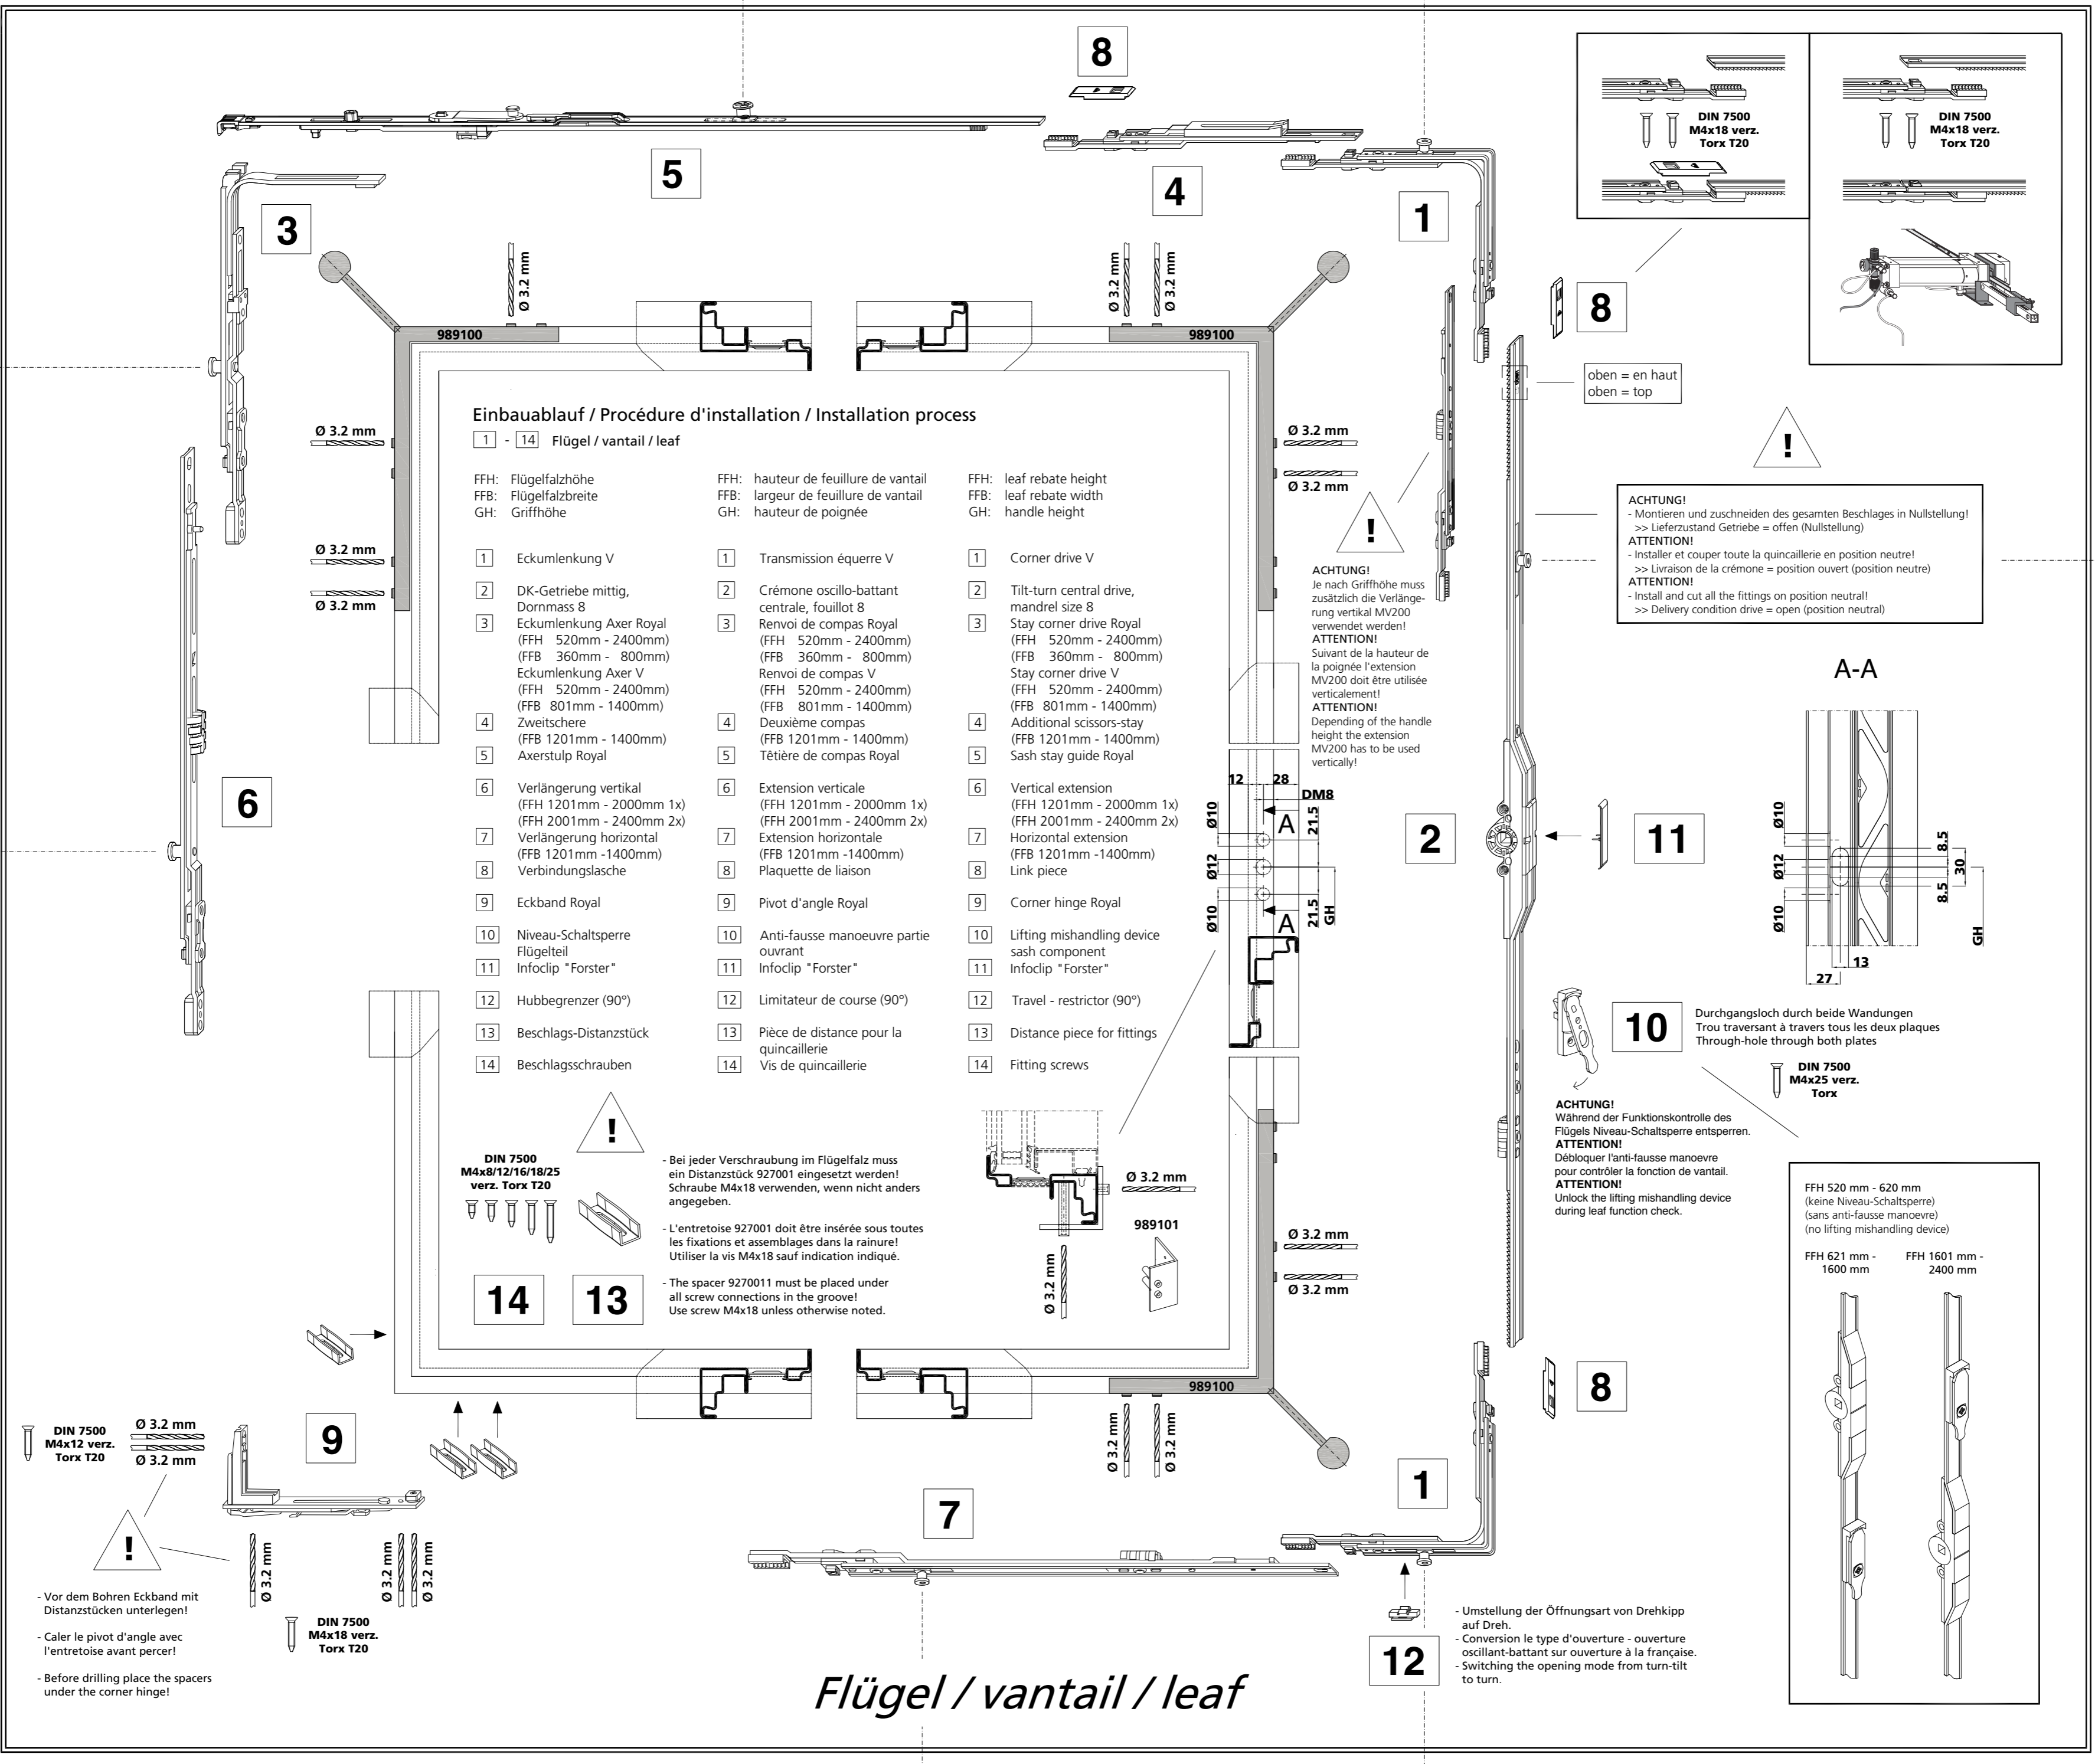 8
DIN 7500
M4x18 verz.
Torx T20
DIN 7500
M4x18 verz.
Torx T20
5
4
1
3
8
Ø 3.2 mm
Ø 3.2 mm
Ø 3.2 mm
989100
989100
oben = en haut
oben = top
Einbauablauf / Procédure d'installation / Installation process
1 - 14 Flügel / vantail / leaf
FFH: Flügelfalzhöhe
FFB: Flügelfalzbreite
GH: Griffhöhe
FFH: hauteur de feuillure de vantail
FFB: largeur de feuillure de vantail
GH: hauteur de poignée
FFH: leaf rebate height
FFB: leaf rebate width
GH: handle height
1 Eckumlenkung V
2 DK-Getriebe mittig,
Dornmass 8
3 Eckumlenkung Axer Royal
(FFH 520mm - 2400mm)
(FFB 360mm - 800mm)
Eckumlenkung Axer V
(FFH 520mm - 2400mm)
(FFB 801mm - 1400mm)
4 Zweitschere
(FFB 1201mm - 1400mm)
5 Axerstulp Royal
6 Verlängerung vertikal
(FFH 1201mm - 2000mm 1x)
(FFH 2001mm - 2400mm 2x)
7 Verlängerung horizontal
(FFB 1201mm -1400mm)
8 Verbindungslasche
9 Eckband Royal
10 Niveau-Schaltsperre
Flügelteil
11 Infoclip "Forster"
12 Hubbegrenzer (90°)
13 Beschlags-Distanzstück
14 Beschlagsschrauben
1 Transmission équerre V
2 Crémone oscillo-battant
centrale, fouillot 8
3 Renvoi de compas Royal
(FFH 520mm - 2400mm)
(FFB 360mm - 800mm)
Renvoi de compas V
(FFH 520mm - 2400mm)
(FFB 801mm - 1400mm)
4 Deuxième compas
(FFB 1201mm - 1400mm)
5 Têtière de compas Royal
6 Extension verticale
(FFH 1201mm - 2000mm 1x)
(FFH 2001mm - 2400mm 2x)
7 Extension horizontale
(FFB 1201mm -1400mm)
8 Plaquette de liaison
9 Pivot d'angle Royal
10 Anti-fausse manoeuvre partie
ouvrant
11 Infoclip "Forster"
12 Limitateur de course (90°)
13 Pièce de distance pour la
quincaillerie
14 Vis de quincaillerie
1 Corner drive V
2 Tilt-turn central drive,
mandrel size 8
3 Stay corner drive Royal
(FFH 520mm - 2400mm)
(FFB 360mm - 800mm)
Stay corner drive V
(FFH 520mm - 2400mm)
(FFB 801mm - 1400mm)
4 Additional scissors-stay
(FFB 1201mm - 1400mm)
5 Sash stay guide Royal
6 Vertical extension
(FFH 1201mm - 2000mm 1x)
(FFH 2001mm - 2400mm 2x)
7 Horizontal extension
(FFB 1201mm -1400mm)
8 Link piece
9 Corner hinge Royal
10 Lifting mishandling device
sash component
11 Infoclip "Forster"
12 Travel - restrictor (90°)
13 Distance piece for fittings
14 Fitting screws
Ø 3.2 mm
Ø 3.2 mm
Ø 3.2 mm
Ø 3.2 mm
Ø 3.2 mm
!
ACHTUNG!
Je nach Griffhöhe muss
zusätzlich die Verlänge-
rung vertikal MV200
verwendet werden!
ATTENTION!
Suivant de la hauteur de
la poignée l'extension
MV200 doit être utilisée
verticalement!
ATTENTION!
Depending of the handle
height the extension
MV200 has to be used
vertically!
!
ACHTUNG!
- Montieren und zuschneiden des gesamten Beschlages in Nullstellung!
>> Lieferzustand Getriebe = offen (Nullstellung)
ATTENTION!
- Installer et couper toute la quincaillerie en position neutre!
>> Livraison de la crémone = position ouvert (position neutre)
ATTENTION!
- Install and cut all the fittings on position neutral!
>> Delivery condition drive = open (position neutral)
6
12
28
DM8
Ø10
A
21.5
Ø12
Ø10
A
21.5
GH
2
11
A-A
Ø10
Ø12
Ø10
8.5
30
8.5
GH
13
27
10
Durchgangsloch durch beide Wandungen
Trou traversant à travers tous les deux plaques
Through-hole through both plates
DIN 7500
M4x25 verz.
Torx
ACHTUNG!
Während der Funktionskontrolle des
Flügels Niveau-Schaltsperre entsperren.
ATTENTION!
Débloquer l'anti-fausse manoevre
pour contrôler la fonction de vantail.
ATTENTION!
Unlock the lifting mishandling device
during leaf function check.
FFH 520 mm - 620 mm
(keine Niveau-Schaltsperre)
(sans anti-fausse manoevre)
(no lifting mishandling device)
FFH 621 mm -
1600 mm
FFH 1601 mm -
2400 mm
!
DIN 7500
M4x8/12/16/18/25
verz. Torx T20
- Bei jeder Verschraubung im Flügelfalz muss
ein Distanzstück 927001 eingesetzt werden!
Schraube M4x18 verwenden, wenn nicht anders
angegeben.
- L'entretoise 927001 doit être insérée sous toutes
les fixations et assemblages dans la rainure!
Utiliser la vis M4x18 sauf indication indiqué.
- The spacer 9270011 must be placed under
all screw connections in the groove!
Use screw M4x18 unless otherwise noted.
14
13
Ø 3.2 mm
989101
Ø 3.2 mm
Ø 3.2 mm
Ø 3.2 mm
989100
8
Ø 3.2 mm
Ø 3.2 mm
DIN 7500
M4x12 verz.
Torx T20
Ø 3.2 mm
Ø 3.2 mm
9
!
Ø 3.2 mm
Ø 3.2 mm
Ø 3.2 mm
- Vor dem Bohren Eckband mit
Distanzstücken unterlegen!
- Caler le pivot d'angle avec
l'entretoise avant percer!
- Before drilling place the spacers
under the corner hinge!
DIN 7500
M4x18 verz.
Torx T20
7
1
12
- Umstellung der Öffnungsart von Drehkipp
auf Dreh.
- Conversion le type d'ouverture - ouverture
oscillant-battant sur ouverture à la française.
- Switching the opening mode from turn-tilt
to turn.
Flügel / vantail / leaf